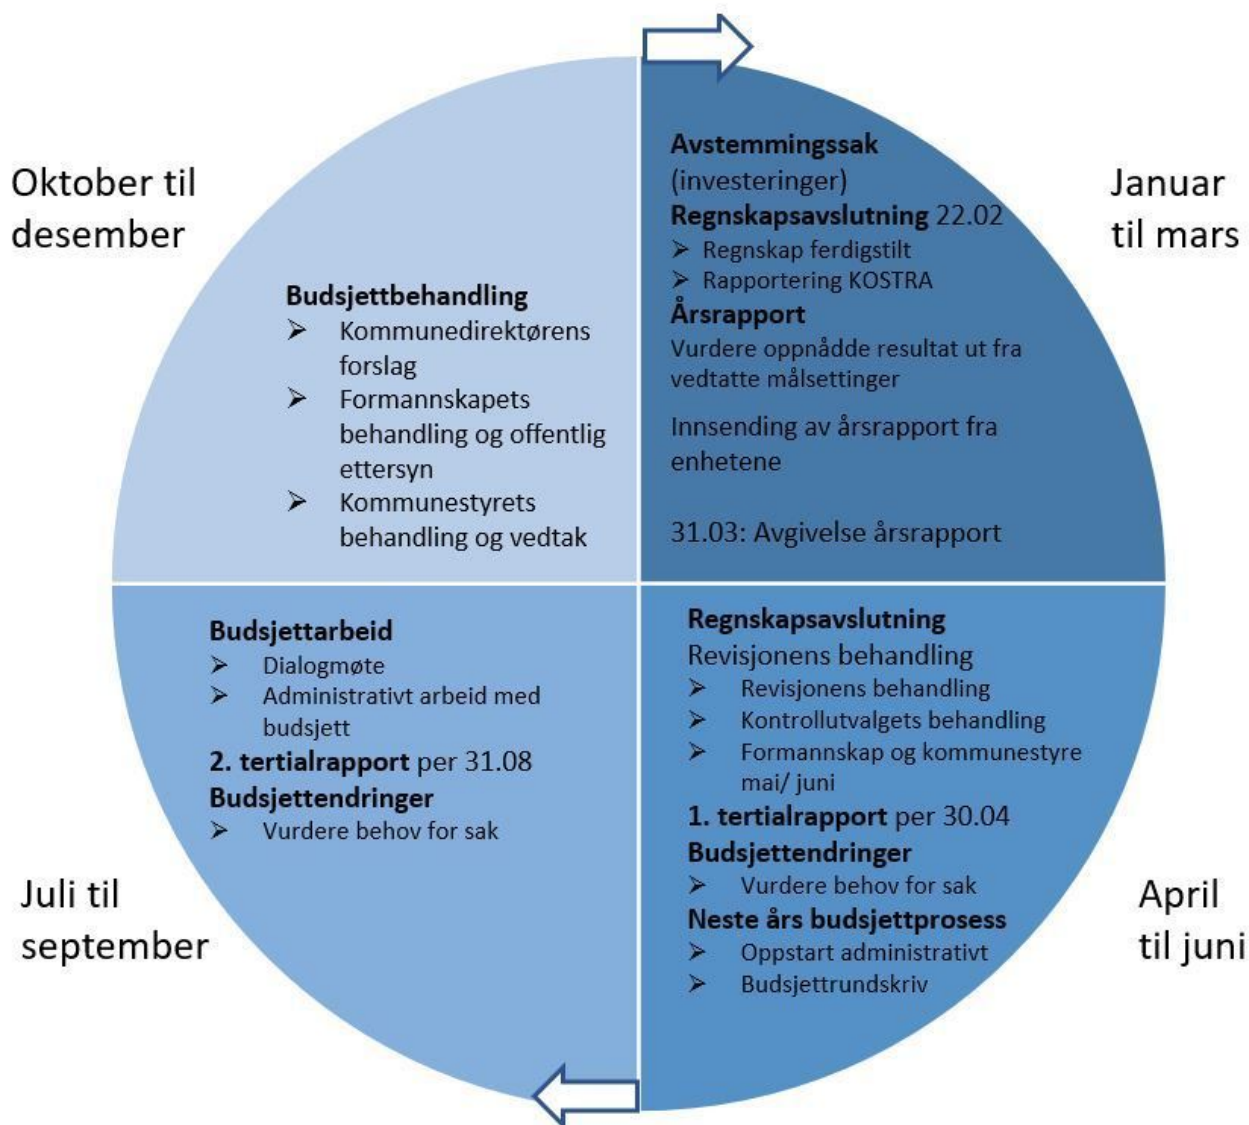 Januar
til mars
Avstemmingssak
(investeringer)
Regnskapsavslutning 22.02
➢ Regnskap ferdigstilt
➢ Rapportering KOSTRA
Årsrapport
Vurdere oppnådde resultat ut fra
vedtatte målsettinger
Innsending av årsrapport fra
enhetene
31.03: Avgivelse årsrapport
April
til juni
Regnskapsavslutning
Revisjonens behandling
➢ Revisjonens behandling
➢ Kontrollutvalgets behandling
➢ Formannskap og kommunestyre
mai/ juni
1. tertialrapport per 30.04
Budsjettendringer
➢ Vurdere behov for sak
Neste års budsjettprosess
➢ Oppstart administrativt
➢ Budsjettrundskriv
Juli til
september
Budsjettarbeid
➢ Dialogmøte
➢ Administrativt arbeid med
budsjett
2. tertialrapport per 31.08
Budsjettendringer
➢ Vurdere behov for sak
Oktober til
desember
Budsjettbehandling
➢ Kommunedirektørens
forslag
➢ Formannskapets
behandling og offentlig
ettersyn
➢ Kommunestyrets
behandling og vedtak